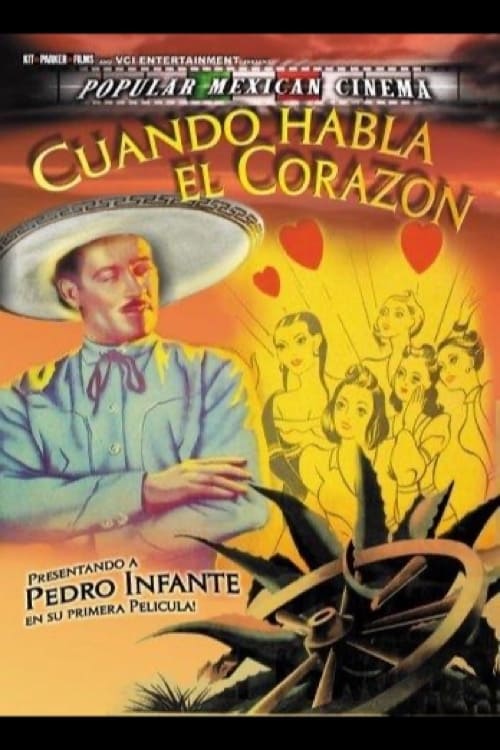 KIT PARKER FILMS AND VCI ENTERTAINMENT PRESENT
POPULAR MEXICAN CINEMA
CUANDO HABLA
EL CORAZON
PRESENTANDO A
PEDRO INFANTE
EN SU PRIMERA PELICULA!